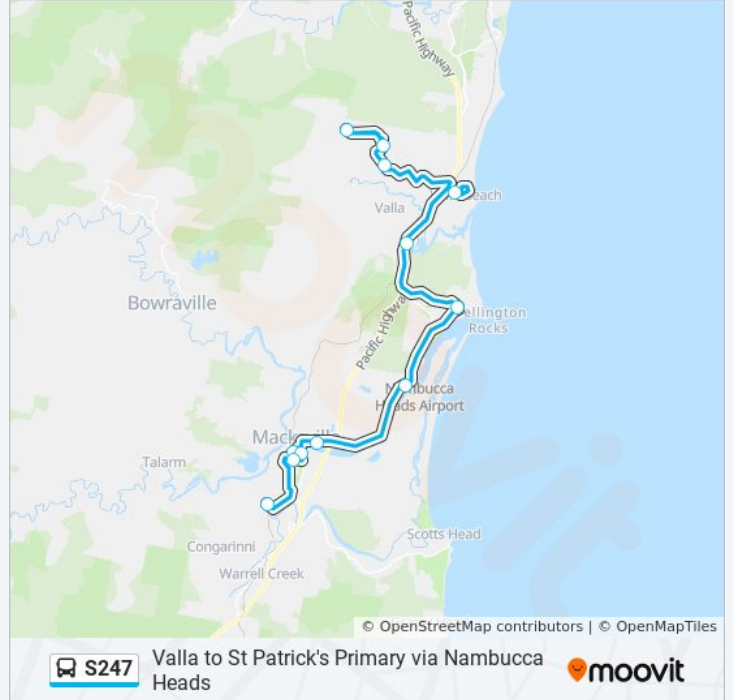 Pacific Highway
Beach
Valla
Bowraville
Wellington
Rocks
Pacific Highway
Nambucca
Heads Airport
Macksville
Talarm
Scotts Head
Congarinni
Warrell Creek
© OpenStreetMap contributors | © OpenMapTiles
S247
Valla to St Patrick's Primary via Nambucca
Heads
moovit